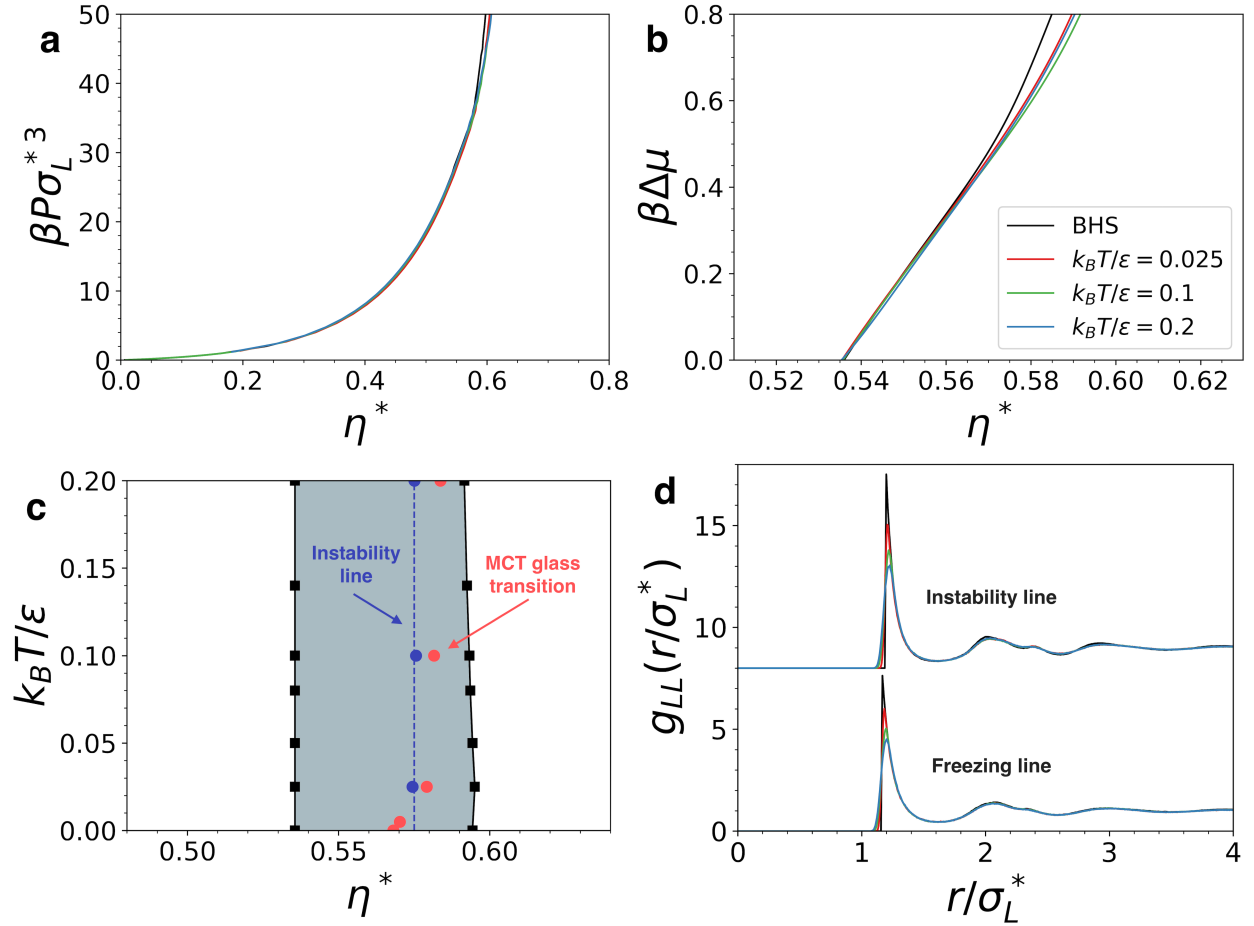 a
50
40
30
20
10
0
βPσ*L3
0.0 0.2 0.4 0.6 0.8
η*
b
0.8
0.6
0.4
0.2
0.0
βΔμ
BHS
kBT/ε = 0.025
kBT/ε = 0.1
kBT/ε = 0.2
0.52 0.54 0.56 0.58 0.60 0.62
η*
c
0.20
0.15
0.10
0.05
0.00
kBT/ε
Instability
line
MCT glass
transition
0.50 0.55 0.60
η*
d
15
10
5
0
gLL(r/σ*L)
Instability line
Freezing line
0 1 2 3 4
r/σ*L